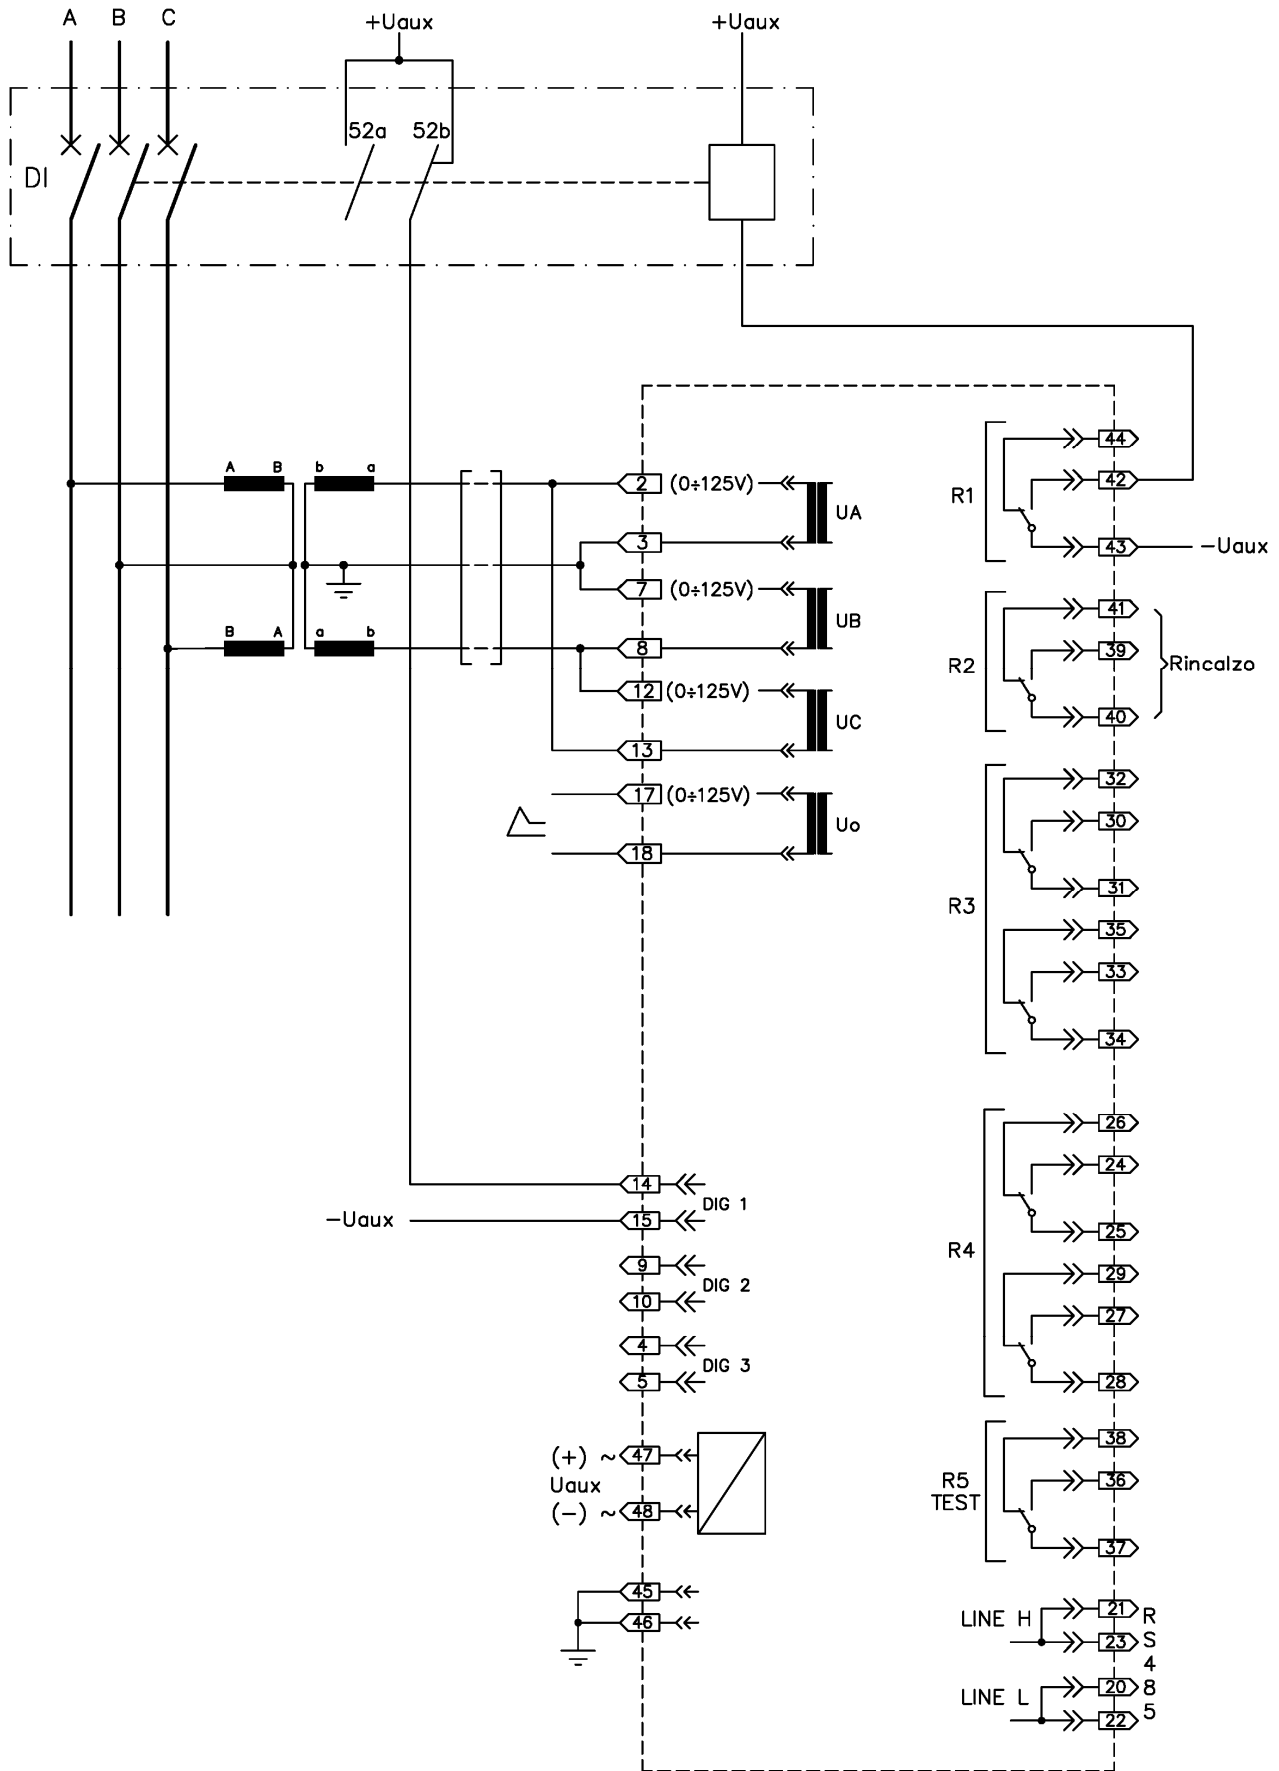 A B C
+Uaux +Uaux
52a 52b
DI
A B b a
B A a b
2 (0÷125V)
UA
3
7 (0÷125V)
UB
8
12 (0÷125V)
UC
13
17 (0÷125V)
Uo
18
14
DIG 1
-Uaux 15
9
DIG 2
10
4
DIG 3
5
(+) ~ 47
Uaux
(-) ~ 48
45
46
44
R1 42
43 -Uaux
41
R2 39 Rincalzo
40
32
30
31
R3
35
33
34
26
24
25
R4
29
27
28
38
R5 36
TEST
37
LINE H 21
23
LINE L 20
22
R
S
4
8
5